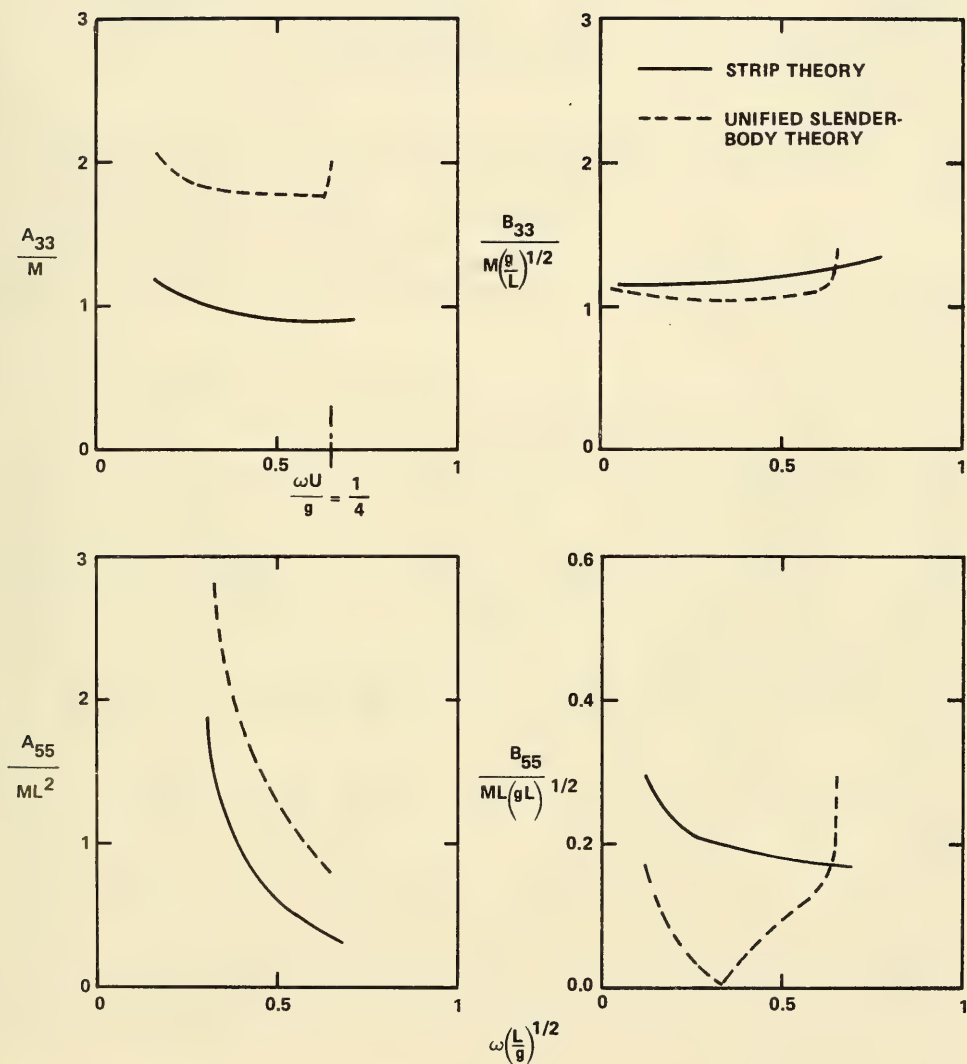 3
2
1
0
A33
M
0
0.5
1
ωU/g = 1/4
3
2
1
0
B33
M(g/L)1/2
0
0.5
1
STRIP THEORY
UNIFIED SLENDER-
BODY THEORY
3
2
1
0
A55
ML2
0
0.5
1
0.6
0.4
0.2
0.0
B55
ML(gL)1/2
0
0.5
1
ω(L/g)1/2